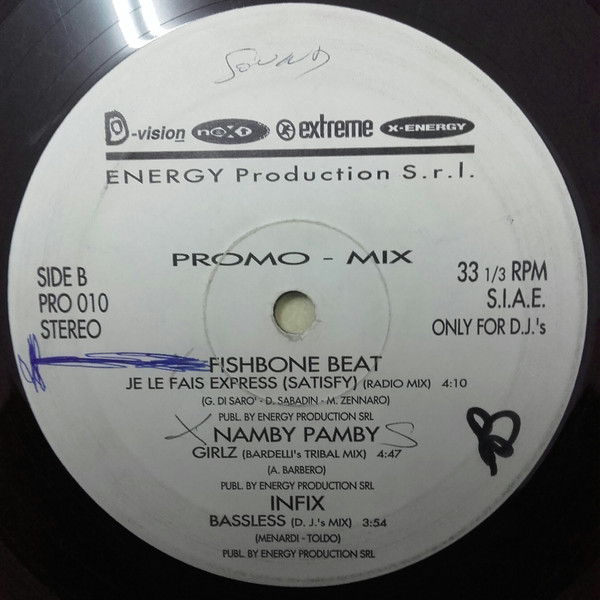 SOUND
D-vision next extreme X-ENERGY
ENERGY Production S.r.l.
PROMO - MIX
SIDE B
PRO 010
STEREO
33 1/3 RPM
S.I.A.E.
ONLY FOR D.J.'s
FISHBONE BEAT
JE LE FAIS EXPRESS (SATISFY) (RADIO MIX) 4:10
(G. DI SARO' - D. SABADIN - M. ZENNARO)
PUBL. BY ENERGY PRODUCTION SRL
X NAMBY PAMBY S
GIRLZ (BARDELLI's TRIBAL MIX) 4:47
(A. BARBERO)
PUBL. BY ENERGY PRODUCTION SRL
INFIX
BASSLESS (D. J.'s MIX) 3:54
(MENARDI - TOLDO)
PUBL. BY ENERGY PRODUCTION SRL